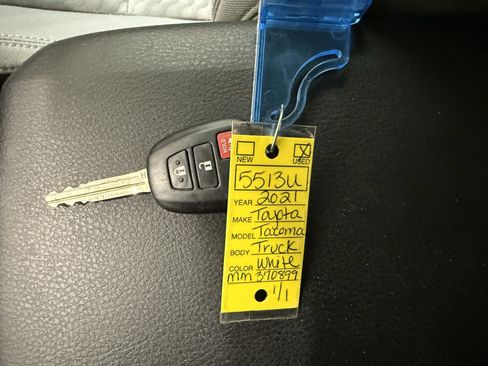 NEW USED
5513U
YEAR 2021
MAKE Tayota
MODEL Tacoma
BODY Truck
COLOR White
MM 370899
1/1